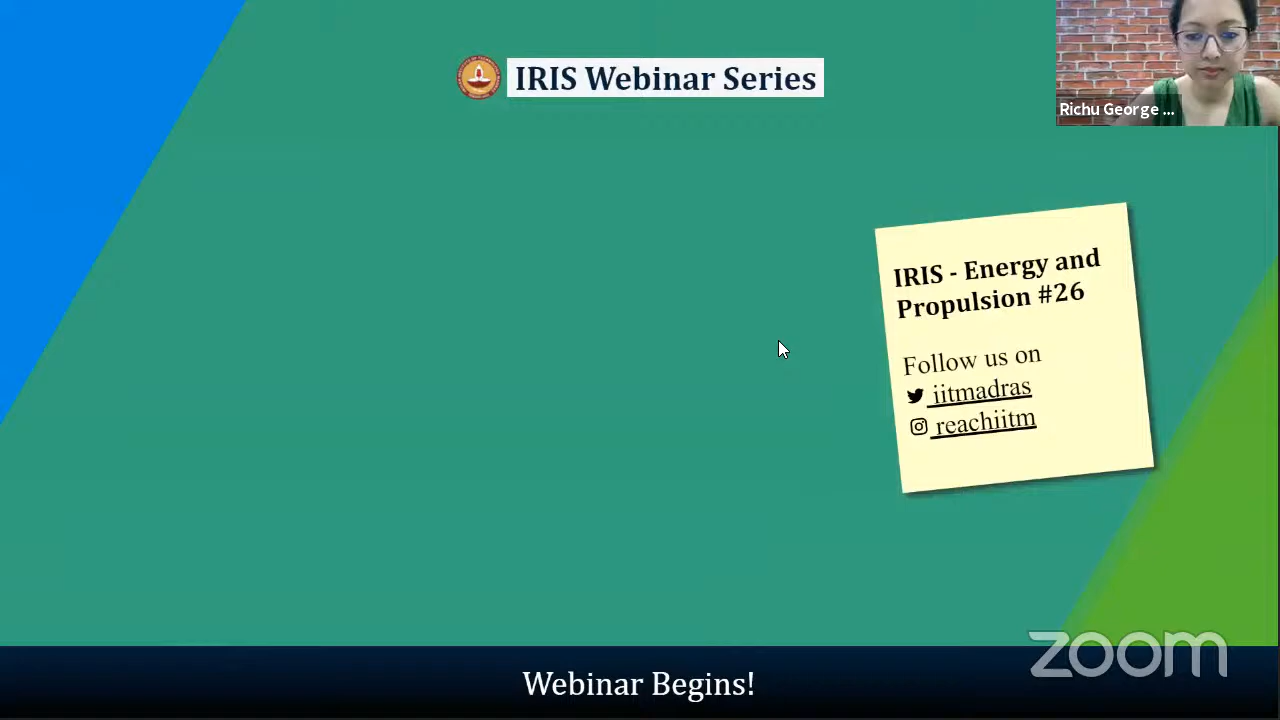 IRIS Webinar Series
Richu George ...
IRIS - Energy and
Propulsion #26
Follow us on
iitmadras
reachiitm
zoom
Webinar Begins!